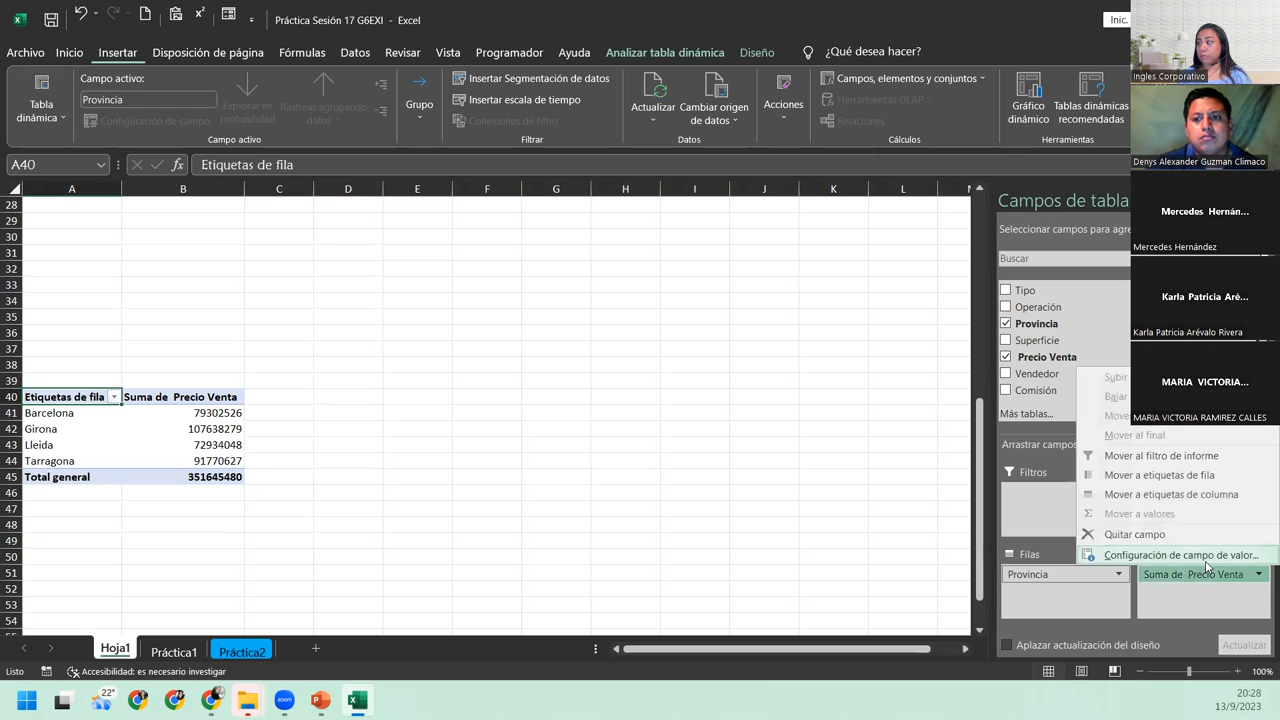 Práctica Sesión 17 G6EXI - Excel
Inic.
Archivo Inicio Insertar Disposición de página Fórmulas Datos Revisar Vista Programador Ayuda Analizar tabla dinámica Diseño ¿Qué desea hacer?
Tabla dinámica
Campo activo:
Provincia
Configuración de campo
Explorar en profundidad
Rastrear agrupando datos
Campo activo
Grupo
Insertar Segmentación de datos
Insertar escala de tiempo
Conexiones de filtro
Filtrar
Actualizar
Cambiar origen de datos
Datos
Acciones
Campos, elementos y conjuntos
Herramientas OLAP
Relaciones
Cálculos
Gráfico dinámico
Tablas dinámicas recomendadas
Herramientas
A40
fx
Etiquetas de fila
A B C D E F G H I J K L
28
29
30
31
32
33
34
35
36
37
38
39
40 Etiquetas de fila Suma de Precio Venta
41 Barcelona 79302526
42 Girona 107638279
43 Lleida 72934048
44 Tarragona 91770627
45 Total general 351645480
46
47
48
49
50
51
52
53
54
Campos de tabla
Seleccionar campos para agre
Buscar
Tipo
Operación
Provincia
Superficie
Precio Venta
Vendedor
Comisión
Más tablas...
Arrastrar campos
Filtros
Filas
Provincia
Suma de Precio Venta
Aplazar actualización del diseño
Actualizar
Subir
Bajar
Move
Mover al final
Mover al filtro de informe
Mover a etiquetas de fila
Mover a etiquetas de columna
Mover a valores
Quitar campo
Configuración de campo de valor...
Ingles Corporativo
Denys Alexander Guzman Climaco
Mercedes Hernán...
Mercedes Hernández
Karla Patricia Aré...
Karla Patricia Arévalo Rivera
MARIA VICTORIA...
MARIA VICTORIA RAMIREZ CALLES
Hoja1 Práctica1 Práctica2
Listo
Accesibilidad: es necesario investigar
100%
22°
zoom
20:28
13/9/2023